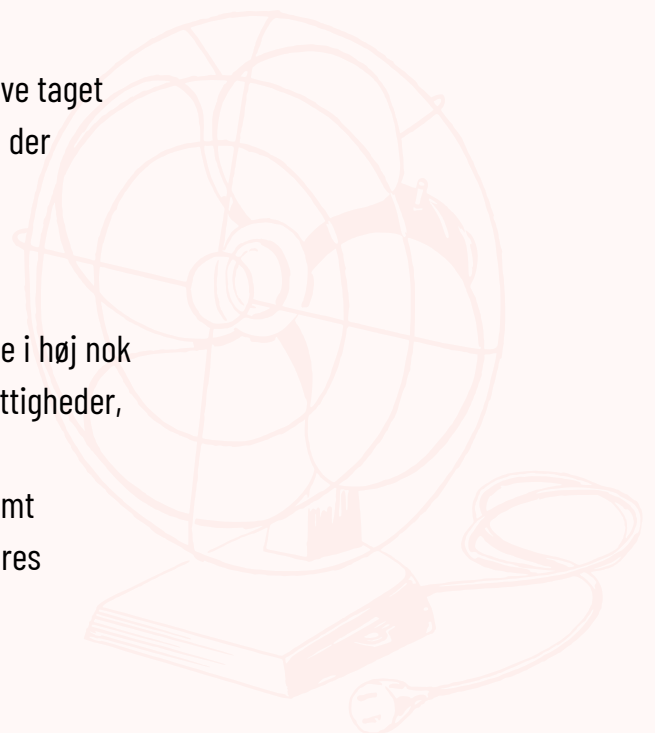 ve taget
der
e i høj nok
ttigheder,
mt
res